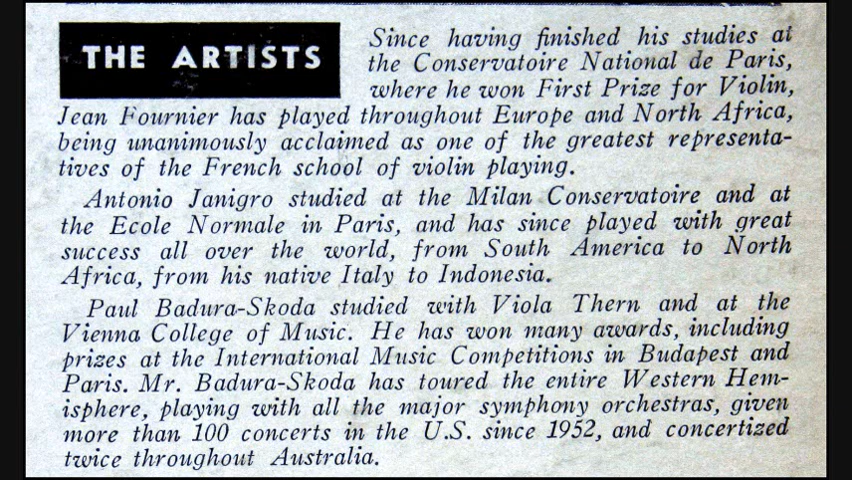 THE ARTISTS
Since having finished his studies at
the Conservatoire National de Paris,
where he won First Prize for Violin,
Jean Fournier has played throughout Europe and North Africa,
being unanimously acclaimed as one of the greatest representa-
tives of the French school of violin playing.
Antonio Janigro studied at the Milan Conservatoire and at
the Ecole Normale in Paris, and has since played with great
success all over the world, from South America to North
Africa, from his native Italy to Indonesia.
Paul Badura-Skoda studied with Viola Thern and at the
Vienna College of Music. He has won many awards, including
prizes at the International Music Competitions in Budapest and
Paris. Mr. Badura-Skoda has toured the entire Western Hem-
isphere, playing with all the major symphony orchestras, given
more than 100 concerts in the U.S. since 1952, and concertized
twice throughout Australia.